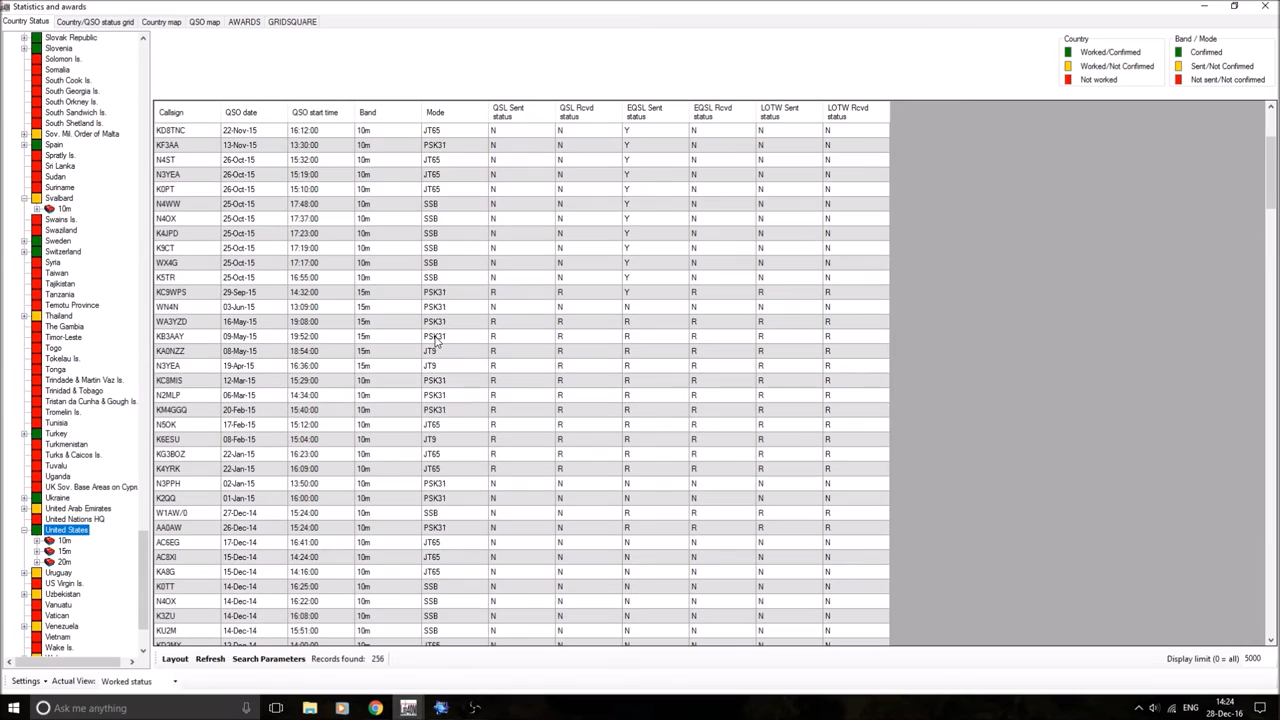 Statistics and awards
Country Status Country/QSO status grid Country map QSO map AWARDS GRIDSQUARE
Slovak Republic
Slovenia
Solomon Is.
Somalia
South Cook Is.
South Georgia Is.
South Orkney Is.
South Sandwich Is.
South Shetland Is.
Sov. Mil. Order of Malta
Spain
Spratly Is.
Sri Lanka
Sudan
Suriname
Svalbard
10m
Swains Is.
Swaziland
Sweden
Switzerland
Syria
Taiwan
Tajikistan
Tanzania
Temotu Province
Thailand
The Gambia
Timor-Leste
Togo
Tokelau Is.
Tonga
Trindade & Martin Vaz Is.
Trinidad & Tobago
Tristan da Cunha & Gough Is.
Tromelin Is.
Tunisia
Turkey
Turkmenistan
Turks & Caicos Is.
Tuvalu
Uganda
UK Sov. Base Areas on Cypr
Ukraine
United Arab Emirates
United Nations HQ
United States
10m
15m
20m
Uruguay
US Virgin Is.
Uzbekistan
Vanuatu
Vatican
Venezuela
Vietnam
Wake Is.
Country
Worked/Confirmed
Worked/Not Confirmed
Not worked
Band / Mode
Confirmed
Sent/Not Confirmed
Not sent/Not confirmed
Callsign QSO date QSO start time Band Mode QSL Sent status QSL Rcvd status EQSL Sent status EQSL Rcvd status LOTW Sent status LOTW Rcvd status
KD8TNC 22-Nov-15 16:12:00 10m JT65 N N Y N N N
KF3AA 13-Nov-15 13:30:00 10m PSK31 N N Y N N N
N4ST 26-Oct-15 15:32:00 10m JT65 N N Y N N N
N3YEA 26-Oct-15 15:19:00 10m JT65 N N Y N N N
K0PT 26-Oct-15 15:10:00 10m JT65 N N Y N N N
N4WW 25-Oct-15 17:48:00 10m SSB N N Y N N N
N4OX 25-Oct-15 17:37:00 10m SSB N N Y N N N
K4JPD 25-Oct-15 17:23:00 10m SSB N N Y N N N
K9CT 25-Oct-15 17:19:00 10m SSB N N Y N N N
WX4G 25-Oct-15 17:17:00 10m SSB N N Y N N N
K5TR 25-Oct-15 16:55:00 10m SSB N N Y N N N
KC9WPS 29-Sep-15 14:32:00 15m PSK31 R R Y R R R
WN4N 03-Jun-15 13:09:00 15m PSK31 N N N N N N
WA3YZD 16-May-15 19:08:00 15m PSK31 R R R R R R
KB3AAY 09-May-15 19:52:00 15m PSK31 R R R R R R
KA0NZZ 08-May-15 18:54:00 15m JT9 R R R R R R
N3YEA 19-Apr-15 16:36:00 15m JT9 R R R R R R
KC8MIS 12-Mar-15 15:29:00 10m PSK31 R R R R R R
N2MLP 06-Mar-15 14:34:00 10m PSK31 R R R R R R
KM4GGQ 20-Feb-15 15:40:00 10m PSK31 R R R R R R
N5OK 17-Feb-15 15:12:00 10m JT65 R R R R R R
K6ESU 08-Feb-15 15:04:00 10m JT9 R R R R R R
KG3BOZ 22-Jan-15 16:23:00 10m JT65 R R R R R R
K4YRK 22-Jan-15 16:09:00 10m JT65 R R R R R R
N3PPH 02-Jan-15 13:50:00 10m PSK31 R R R R R R
K2QQ 01-Jan-15 16:00:00 10m PSK31 R R R R R R
W1AW/0 27-Dec-14 15:24:00 10m SSB R R R R R R
AA0AW 26-Dec-14 15:24:00 10m PSK31 R R R R R R
AC6EG 17-Dec-14 16:41:00 10m JT65 N N N N N N
AC8XI 15-Dec-14 14:24:00 10m JT65 N N N N N N
KA8G 15-Dec-14 14:16:00 10m JT65 N N N N N N
K0TT 14-Dec-14 16:25:00 10m SSB N N N N N N
N4OX 14-Dec-14 16:22:00 10m SSB N N N N N N
K3ZU 14-Dec-14 16:08:00 10m SSB N N N N N N
KU2M 14-Dec-14 15:51:00 10m SSB N N N N N N
Layout Refresh Search Parameters Records found: 256 Display limit (0 = all) 5000
Settings Actual View: Worked status
Ask me anything ENG 14:24
28-Dec-16